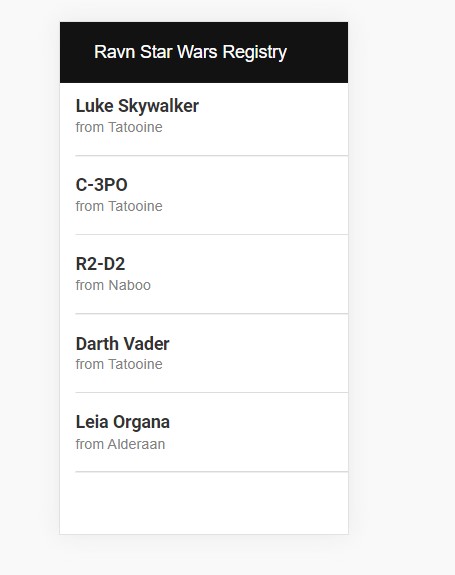 Ravn Star Wars Registry
Luke Skywalker
from Tatooine
C-3PO
from Tatooine
R2-D2
from Naboo
Darth Vader
from Tatooine
Leia Organa
from Alderaan